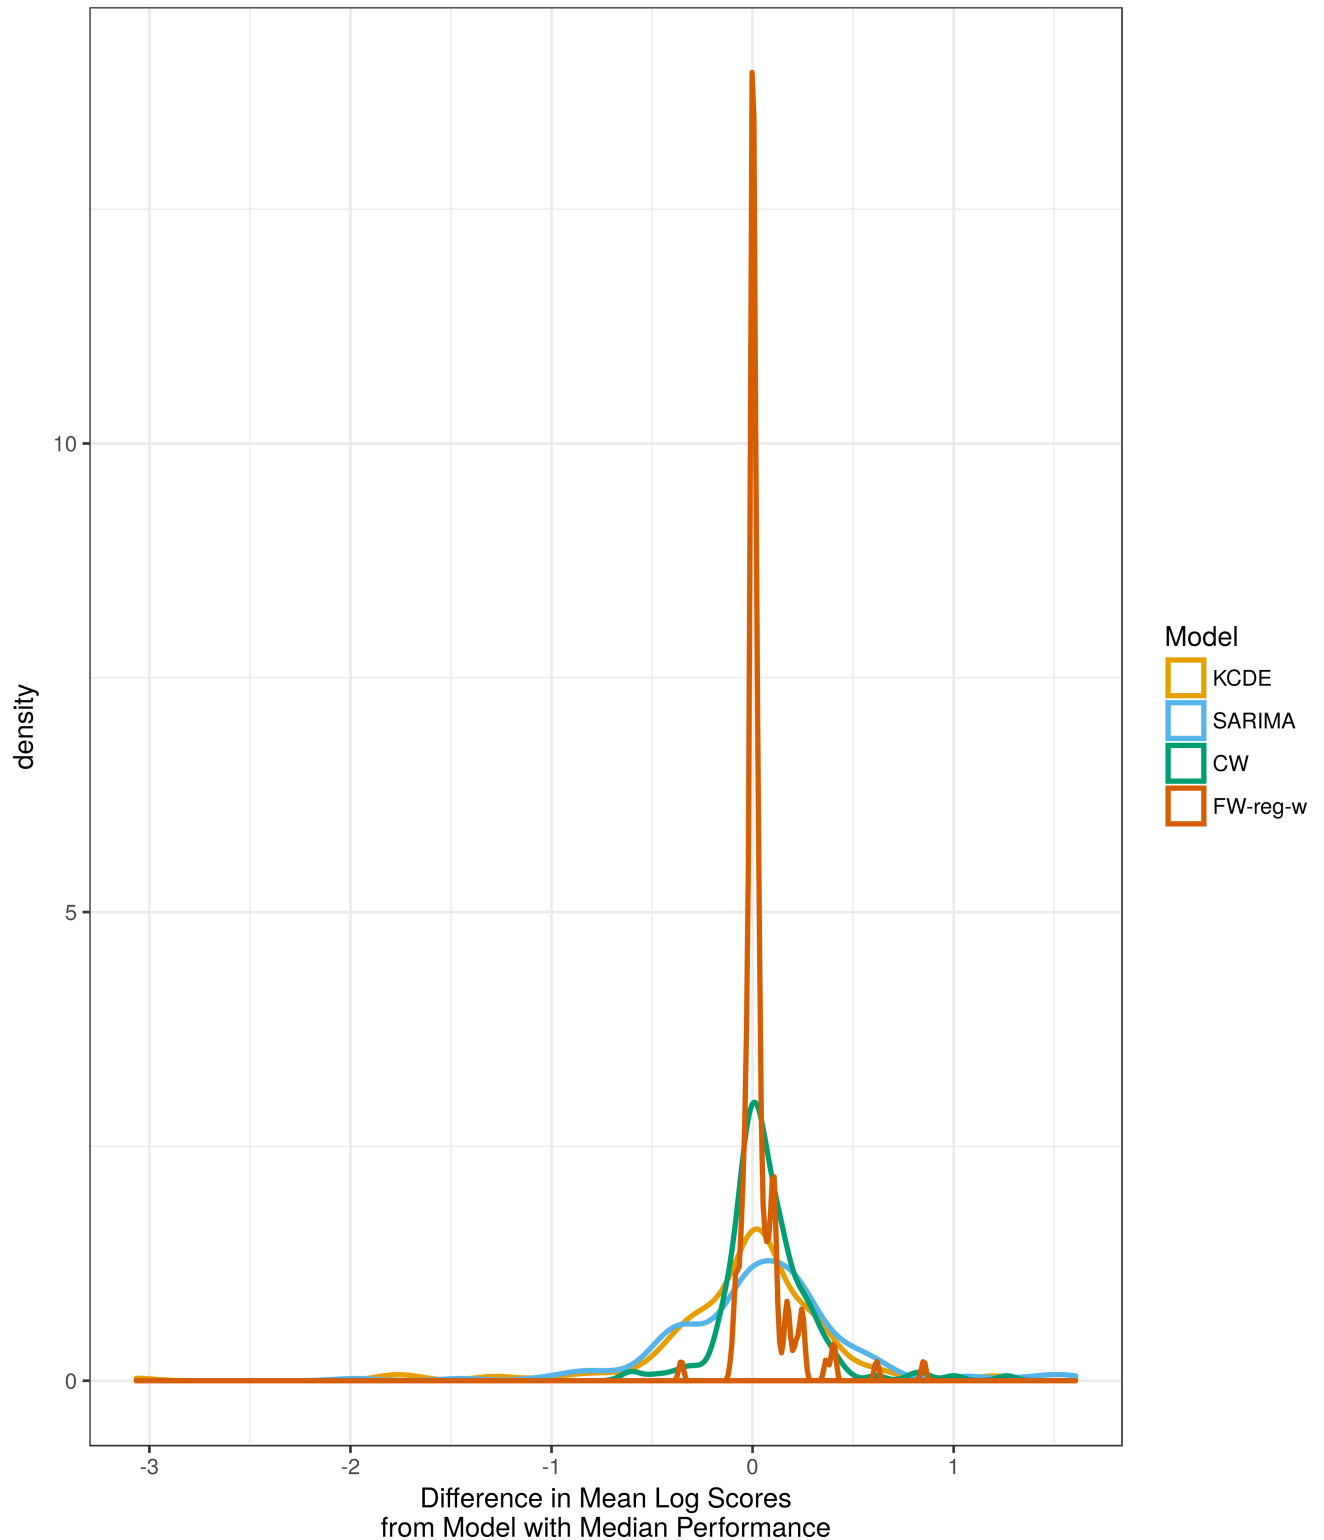 10
5
0
density
-3
-2
-1
0
1
Difference in Mean Log Scores
from Model with Median Performance
Model
KCDE
SARIMA
CW
FW-reg-w